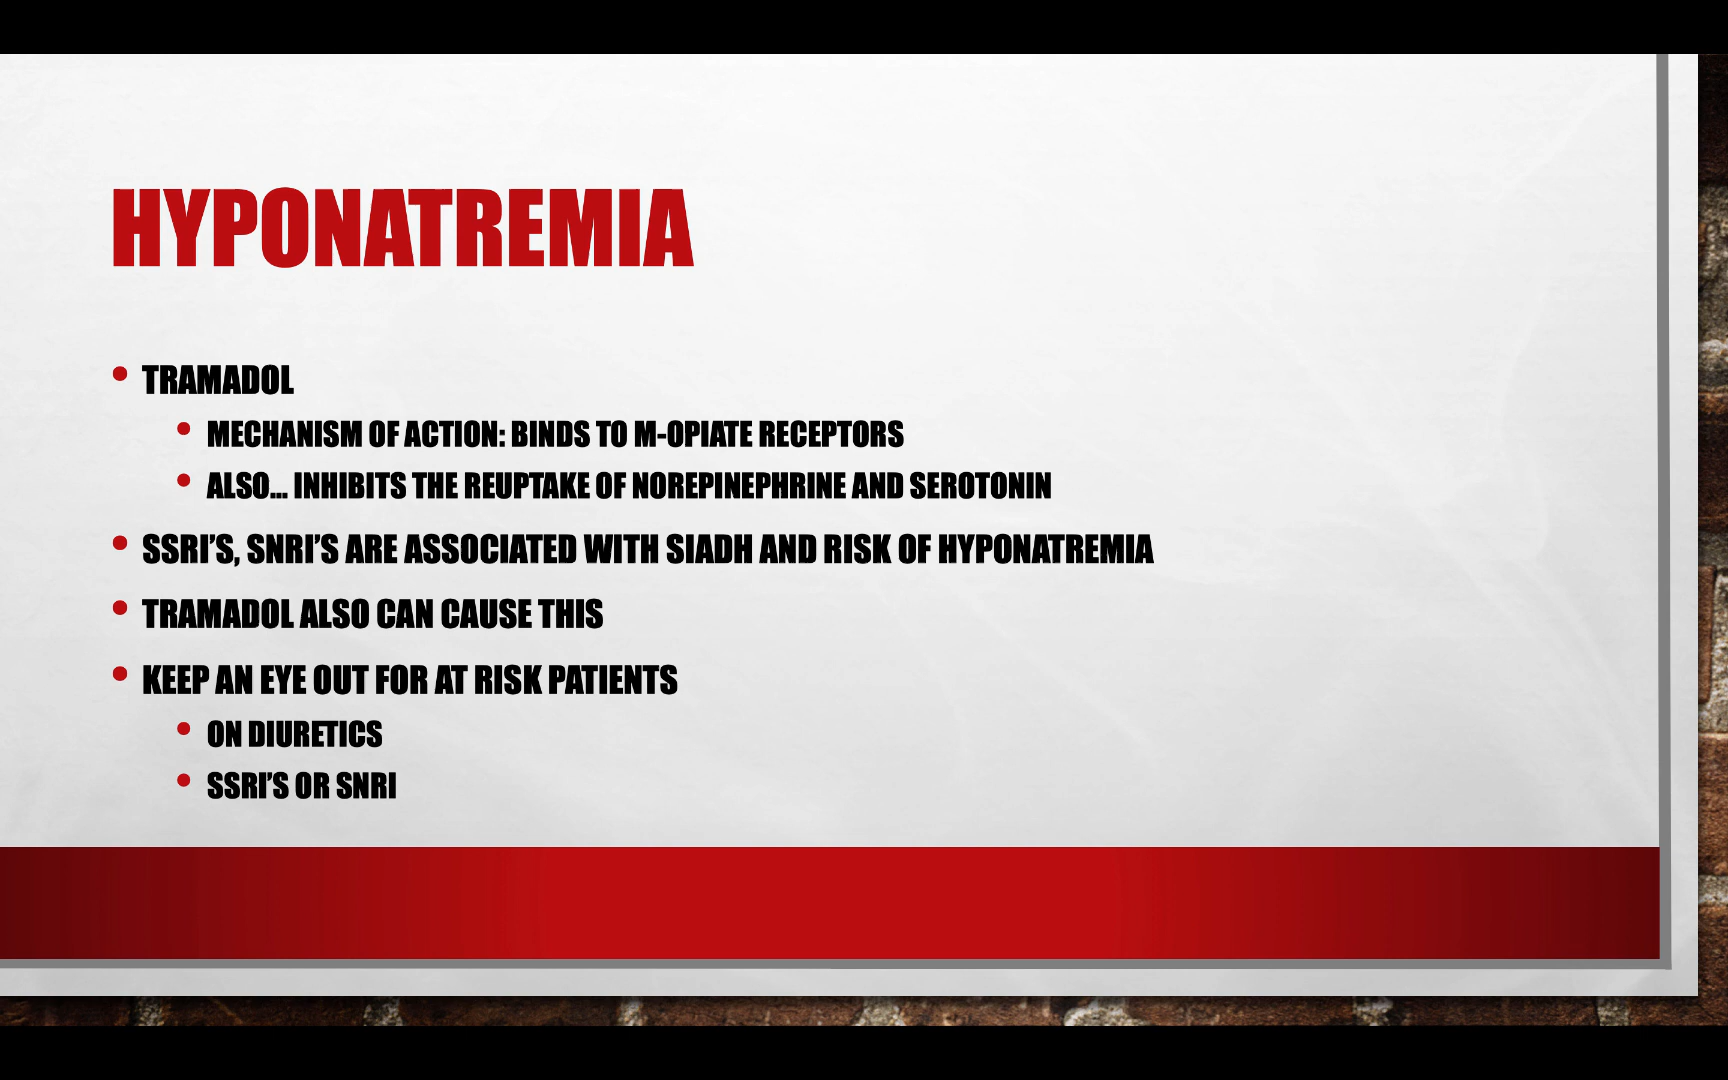 HYPONATREMIA
• TRAMADOL
• MECHANISM OF ACTION: BINDS TO M-OPIATE RECEPTORS
• ALSO... INHIBITS THE REUPTAKE OF NOREPINEPHRINE AND SEROTONIN
• SSRI'S, SNRI'S ARE ASSOCIATED WITH SIADH AND RISK OF HYPONATREMIA
• TRAMADOL ALSO CAN CAUSE THIS
• KEEP AN EYE OUT FOR AT RISK PATIENTS
• ON DIURETICS
• SSRI'S OR SNRI